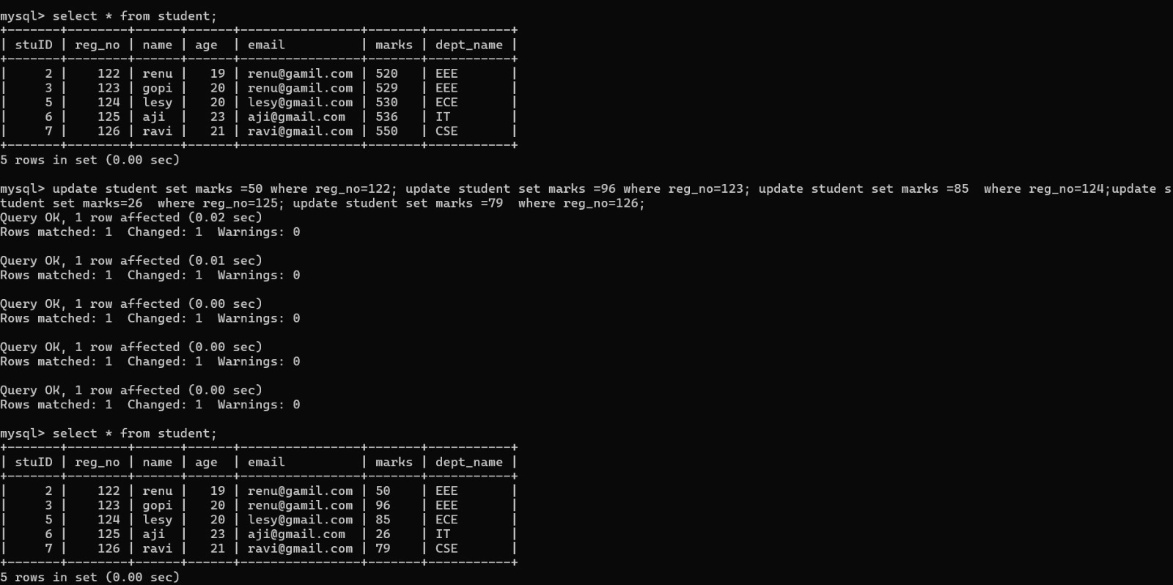 mysql> select * from student;
+-------+--------+------+------+----------------+-------+-----------+
| stuID | reg_no | name | age  | email          | marks | dept_name |
+-------+--------+------+------+----------------+-------+-----------+
|     2 |    122 | renu |   19 | renu@gamil.com | 520   | EEE       |
|     3 |    123 | gopi |   20 | renu@gamil.com | 529   | EEE       |
|     5 |    124 | lesy |   20 | lesy@gmail.com | 530   | ECE       |
|     6 |    125 | aji  |   23 | aji@gmail.com  | 536   | IT        |
|     7 |    126 | ravi |   21 | ravi@gmail.com | 550   | CSE       |
+-------+--------+------+------+----------------+-------+-----------+
5 rows in set (0.00 sec)
mysql> update student set marks =50 where reg_no=122; update student set marks =96 where reg_no=123; update student set marks =85  where reg_no=124;update s
tudent set marks=26  where reg_no=125; update student set marks =79  where reg_no=126;
Query OK, 1 row affected (0.02 sec)
Rows matched: 1  Changed: 1  Warnings: 0
Query OK, 1 row affected (0.01 sec)
Rows matched: 1  Changed: 1  Warnings: 0
Query OK, 1 row affected (0.00 sec)
Rows matched: 1  Changed: 1  Warnings: 0
Query OK, 1 row affected (0.00 sec)
Rows matched: 1  Changed: 1  Warnings: 0
Query OK, 1 row affected (0.00 sec)
Rows matched: 1  Changed: 1  Warnings: 0
mysql> select * from student;
+-------+--------+------+------+----------------+-------+-----------+
| stuID | reg_no | name | age  | email          | marks | dept_name |
+-------+--------+------+------+----------------+-------+-----------+
|     2 |    122 | renu |   19 | renu@gamil.com | 50    | EEE       |
|     3 |    123 | gopi |   20 | renu@gamil.com | 96    | EEE       |
|     5 |    124 | lesy |   20 | lesy@gmail.com | 85    | ECE       |
|     6 |    125 | aji  |   23 | aji@gmail.com  | 26    | IT        |
|     7 |    126 | ravi |   21 | ravi@gmail.com | 79    | CSE       |
+-------+--------+------+------+----------------+-------+-----------+
5 rows in set (0.00 sec)